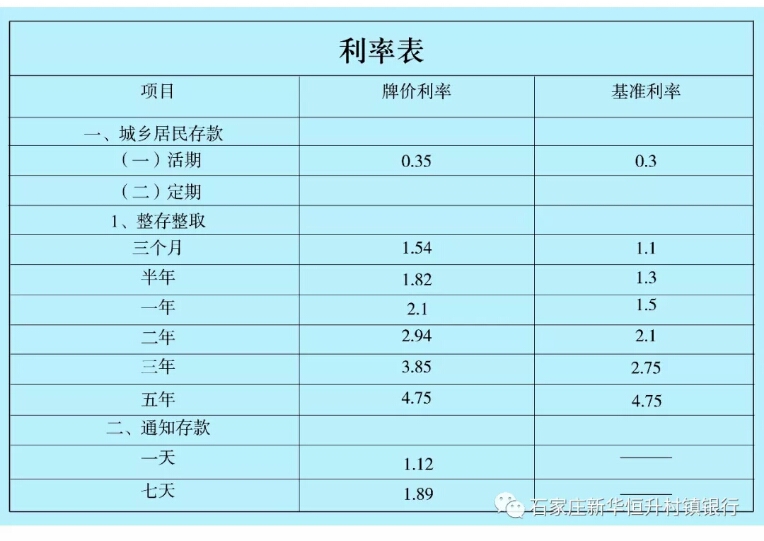 利率表
项目 牌价利率 基准利率
一、城乡居民存款
（一）活期 0.35 0.3
（二）定期
1、整存整取
三个月 1.54 1.1
半年 1.82 1.3
一年 2.1 1.5
二年 2.94 2.1
三年 3.85 2.75
五年 4.75 4.75
二、通知存款
一天 1.12 ——
七天 1.89 ——
石家庄新华恒升村镇银行